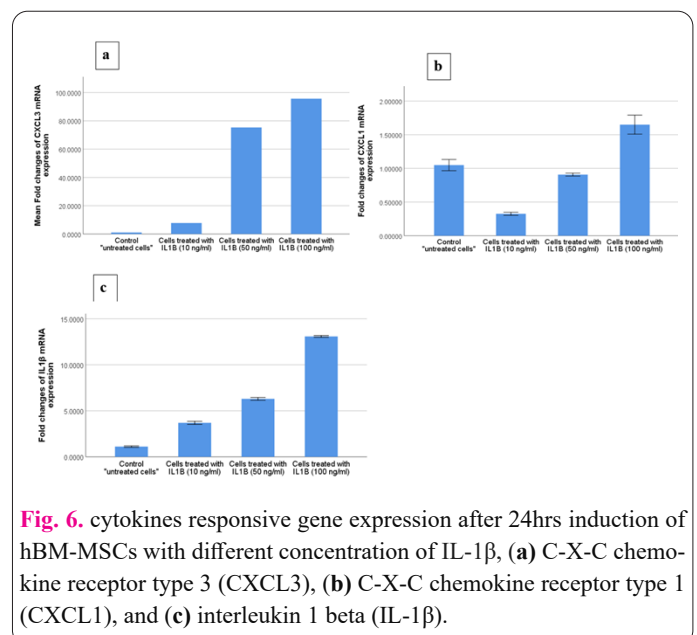 a
Mean Fold changes of CXCL3 mRNA
expression
100.0000
80.0000
60.0000
40.0000
20.0000
0.0000
Control
"untreated cells"
Cells treated with
IL1B (10 ng/ml)
Cells treated with
IL1B (50 ng/ml)
Cells treated with
IL1B (100 ng/ml)
b
Fold changes of CXCL1 mRNA
expression
2.00000
1.50000
1.00000
0.50000
0.00000
Control
"untreated cells"
Cells treated with
IL1B (10 ng/ml)
Cells treated with
IL1B (50 ng/ml)
Cells treated with
IL1B (100 ng/ml)
c
Fold changes of IL1β mRNA
expression
15.0000
10.0000
5.0000
0.0000
Control
"untreated cells"
Cells treated with
IL1B (10 ng/ml)
Cells treated with
IL1B (50 ng/ml)
Cells treated with
IL1B (100 ng/ml)
Fig. 6. cytokines responsive gene expression after 24hrs induction of
hBM-MSCs with different concentration of IL-1β, (a) C-X-C chemo-
kine receptor type 3 (CXCL3), (b) C-X-C chemokine receptor type 1
(CXCL1), and (c) interleukin 1 beta (IL-1β).